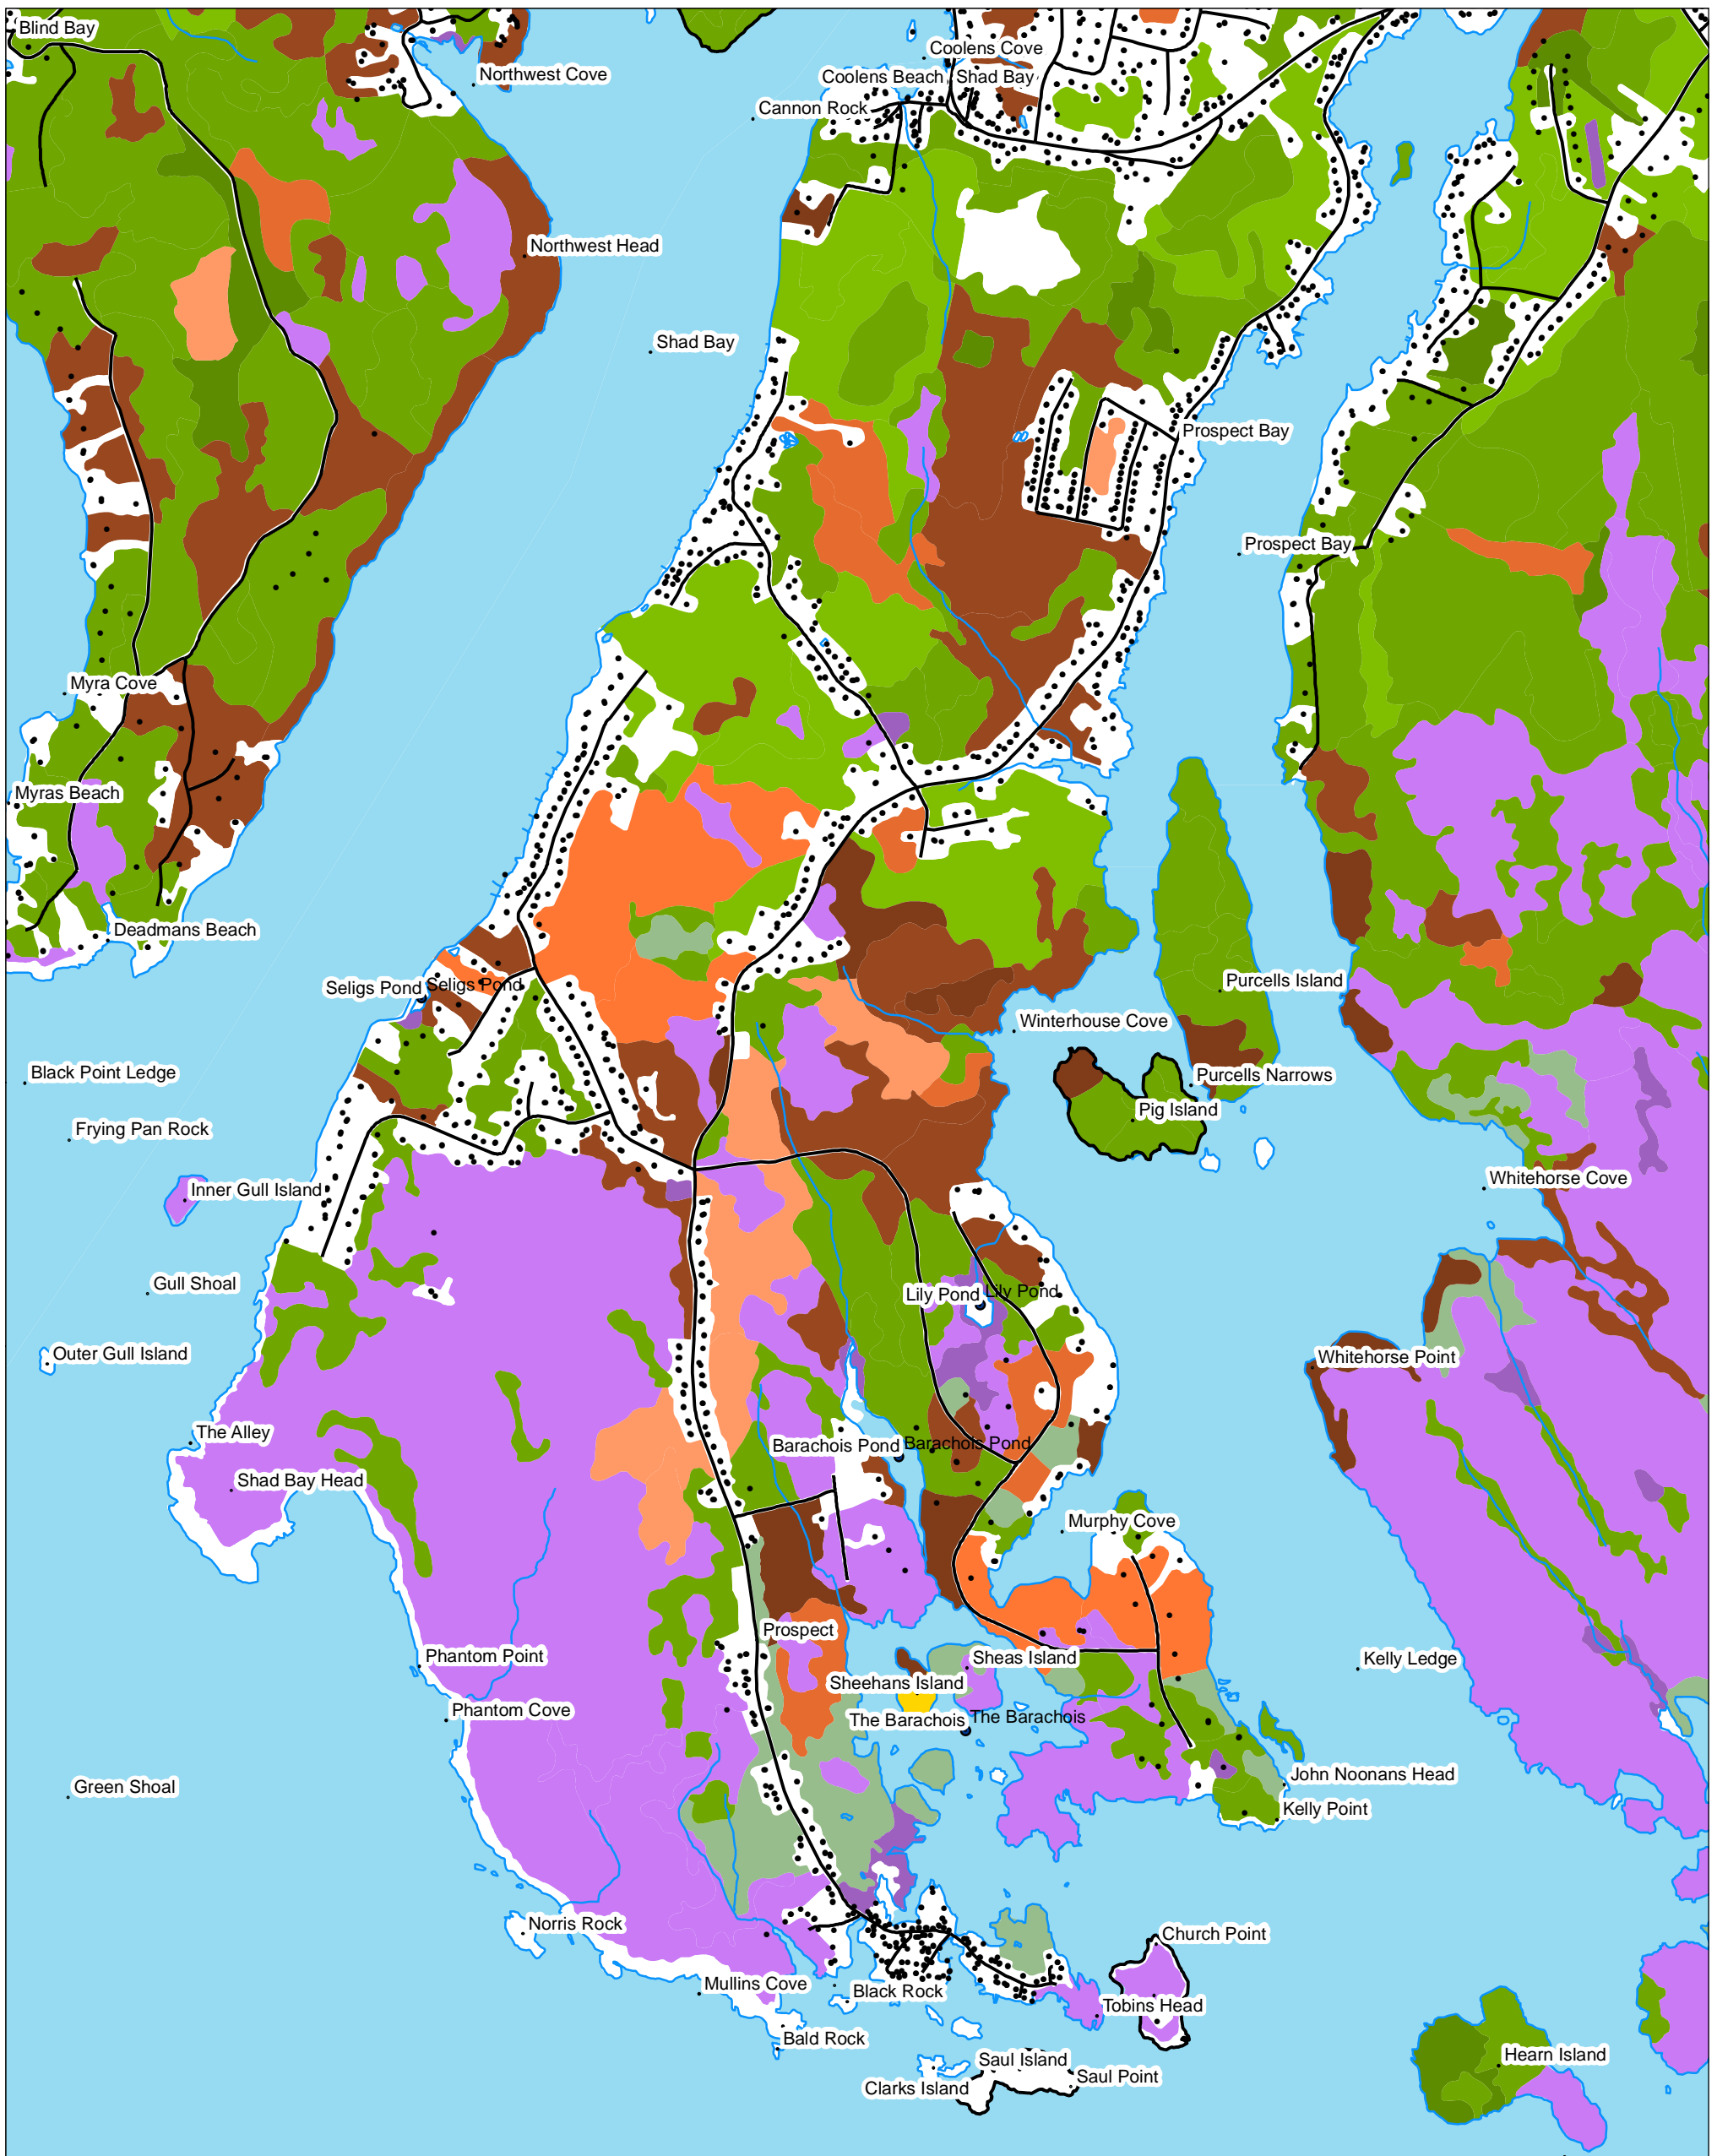 Blind Bay
Coolens Cove
Northwest Cove
Coolens Beach
Shad Bay
Cannon Rock
Northwest Head
Shad Bay
Prospect Bay
Prospect Bay
Myra Cove
Myras Beach
Deadmans Beach
Seligs Pond
Seligs Pond
Purcells Island
Winterhouse Cove
Black Point Ledge
Purcells Narrows
Pig Island
Frying Pan Rock
Whitehorse Cove
Inner Gull Island
Gull Shoal
Lily Pond
Lily Pond
Outer Gull Island
Whitehorse Point
The Alley
Barachois Pond
Barachois Pond
Shad Bay Head
Murphy Cove
Prospect
Phantom Point
Sheas Island
Kelly Ledge
Sheehans Island
Phantom Cove
The Barachois
The Barachois
Green Shoal
John Noonans Head
Kelly Point
Norris Rock
Church Point
Mullins Cove
Black Rock
Tobins Head
Bald Rock
Saul Island
Hearn Island
Saul Point
Clarks Island